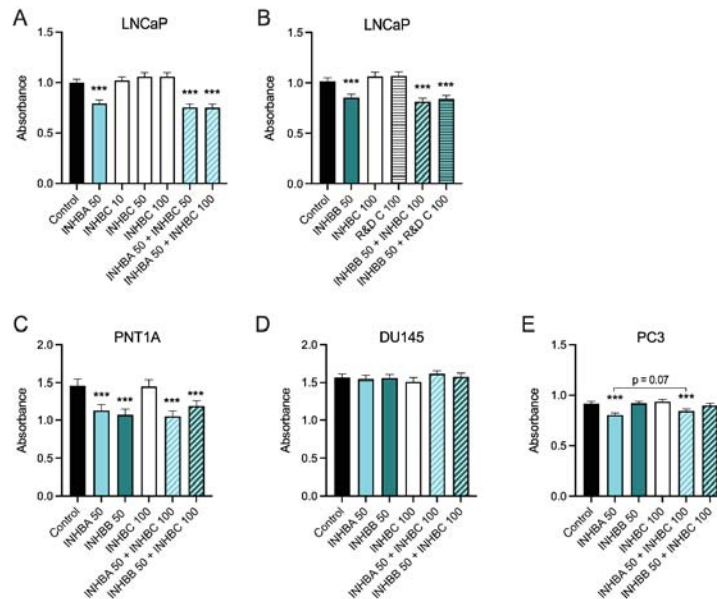 A
LNCaP
Absorbance
1.5
1.0
0.5
0.0
***
***
***
Control
INHBA 50
INHBC 10
INHBC 50
INHBC 100
INHBA 50 + INHBC 50
INHBA 50 + INHBC 100
B
LNCaP
Absorbance
1.5
1.0
0.5
0.0
***
***
***
Control
INHBB 50
INHBC 100
R&D C 100
INHBB 50 + INHBC 100
INHBB 50 + R&D C 100
C
PNT1A
Absorbance
2.0
1.5
1.0
0.5
0.0
***
***
***
***
Control
INHBA 50
INHBB 50
INHBC 100
INHBA 50 + INHBC 100
INHBB 50 + INHBC 100
D
DU145
Absorbance
2.0
1.5
1.0
0.5
0.0
Control
INHBA 50
INHBB 50
INHBC 100
INHBA 50 + INHBC 100
INHBB 50 + INHBC 100
E
PC3
Absorbance
1.5
1.0
0.5
0.0
p = 0.07
***
***
Control
INHBA 50
INHBB 50
INHBC 100
INHBA 50 + INHBC 100
INHBB 50 + INHBC 100